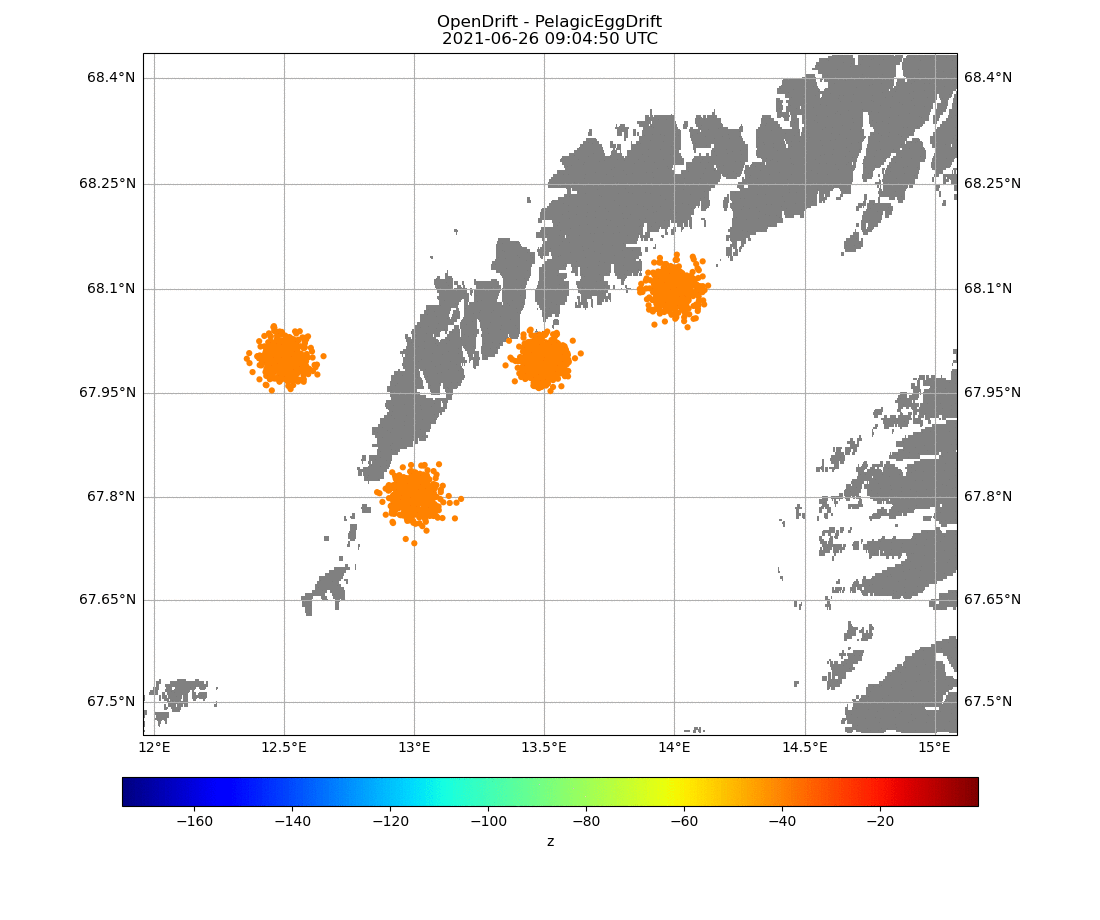 OpenDrift - PelagicEggDrift
2021-06-26 09:04:50 UTC
68.4°N 68.4°N
68.25°N 68.25°N
68.1°N 68.1°N
67.95°N 67.95°N
67.8°N 67.8°N
67.65°N 67.65°N
67.5°N 67.5°N
12°E 12.5°E 13°E 13.5°E 14°E 14.5°E 15°E
−160 −140 −120 −100 −80 −60 −40 −20
z